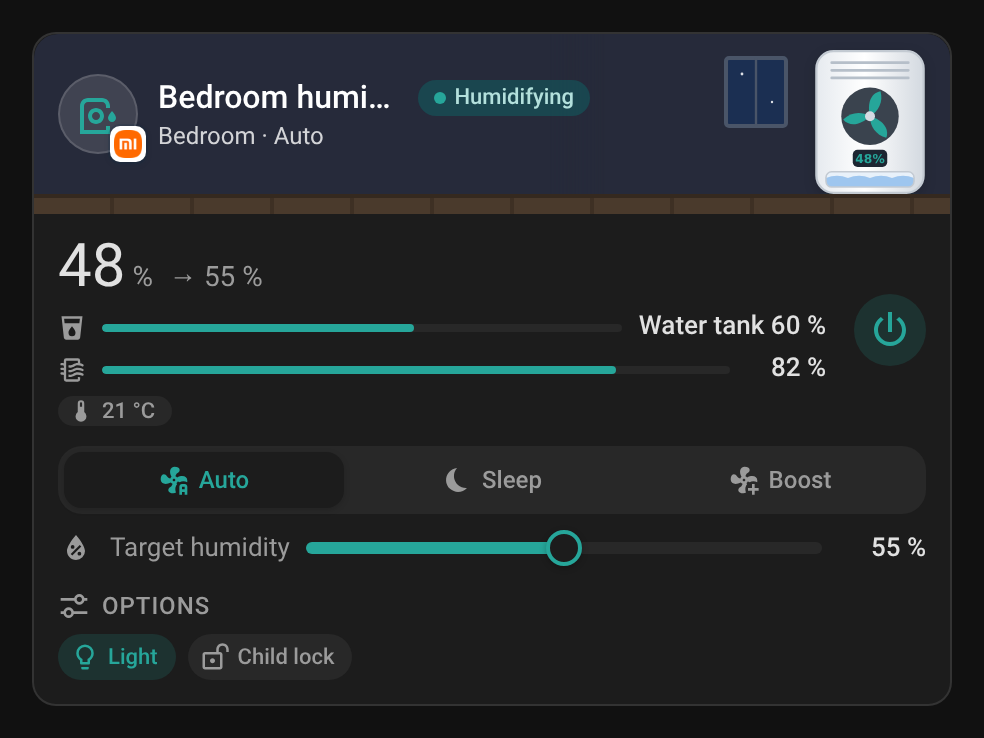 Bedroom humi...
Humidifying
Bedroom · Auto
mi
48%
48 % → 55 %
Water tank 60 %
82 %
21 °C
Auto
Sleep
Boost
Target humidity
55 %
OPTIONS
Light
Child lock